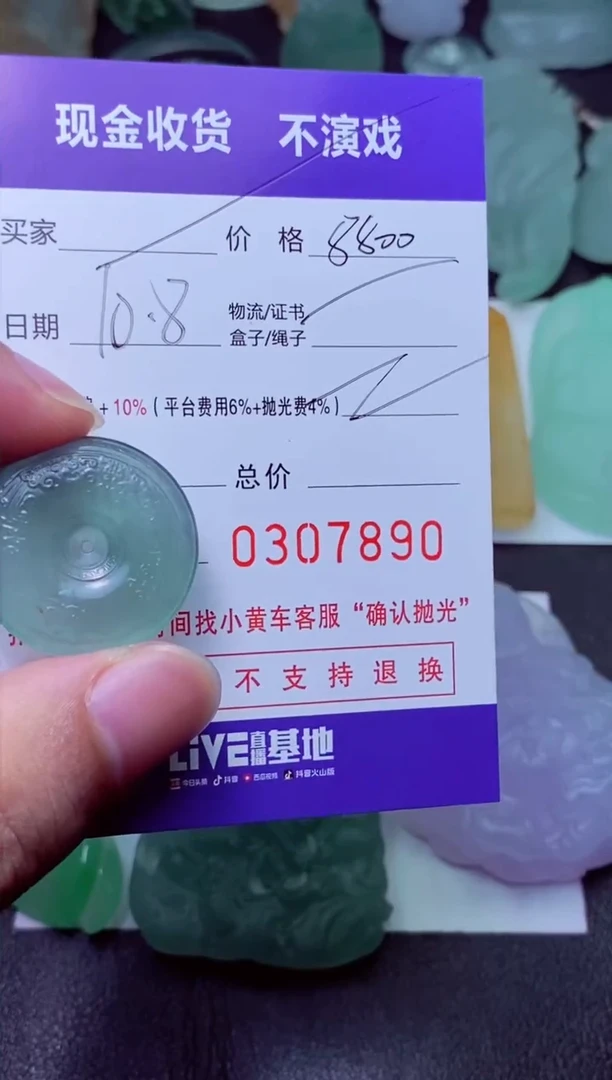 现金收货 不演戏
买家 价格 8800
日期 10.8 物流/证书
盒子/绳子
+10%（平台费用6%+抛光费4%）
总价
0307890
间找小黄车客服“确认抛光”
不支持退换
LiVE直播基地
今日头条 抖音 西瓜视频 抖音火山版